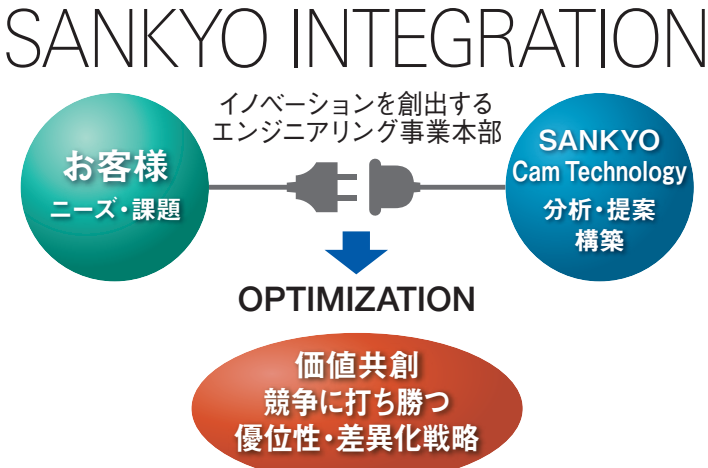 SANKYO INTEGRATION
イノベーションを創出する
エンジニアリング事業本部
お客様
ニーズ・課題
SANKYO
Cam Technology
分析・提案
構築
OPTIMIZATION
価値共創
競争に打ち勝つ
優位性・差異化戦略